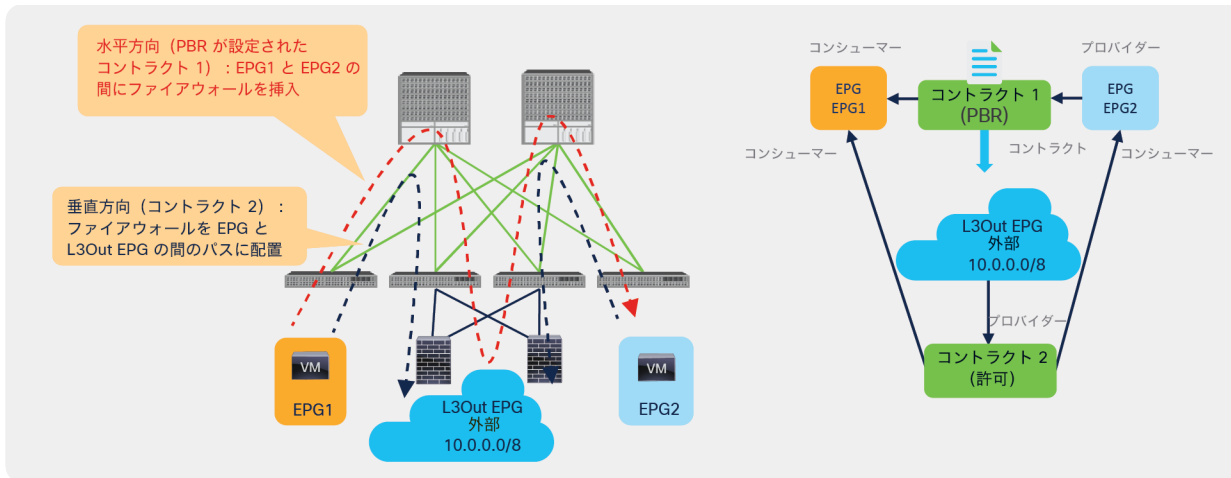 水平方向（PBR が設定された
コントラクト 1）：EPG1 と EPG2 の
間にファイアウォールを挿入
垂直方向（コントラクト 2）：
ファイアウォールを EPG と
L3Out EPG の間のパスに配置
VM
EPG1
L3Out EPG
外部
10.0.0.0/8
VM
EPG2
コンシューマー
プロバイダー
EPG
EPG1
コントラクト 1
(PBR)
EPG
EPG2
コンシューマー
コントラクト
コンシューマー
L3Out EPG
外部
10.0.0.0/8
プロバイダー
コントラクト 2
(許可)